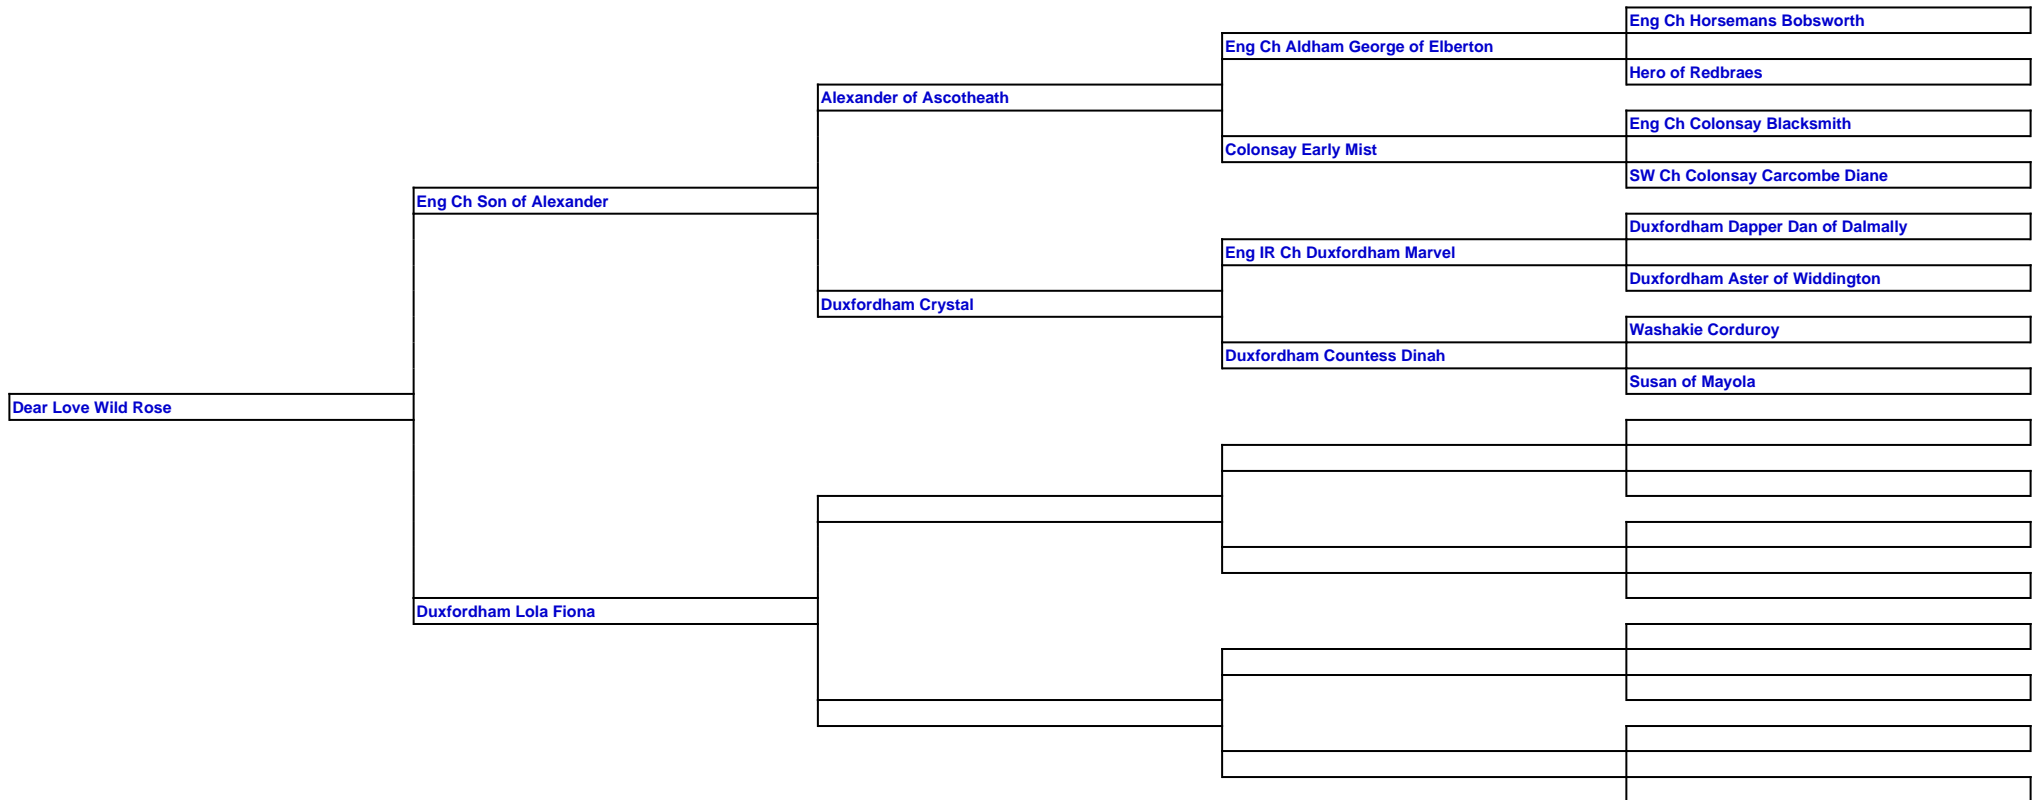 Eng Ch Horsemans Bobsworth
Eng Ch Aldham George of Elberton
Hero of Redbraes
Alexander of Ascotheath
Eng Ch Colonsay Blacksmith
Colonsay Early Mist
SW Ch Colonsay Carcombe Diane
Eng Ch Son of Alexander
Duxfordham Dapper Dan of Dalmally
Eng IR Ch Duxfordham Marvel
Duxfordham Aster of Widdington
Duxfordham Crystal
Washakie Corduroy
Duxfordham Countess Dinah
Susan of Mayola
Dear Love Wild Rose
Duxfordham Lola Fiona